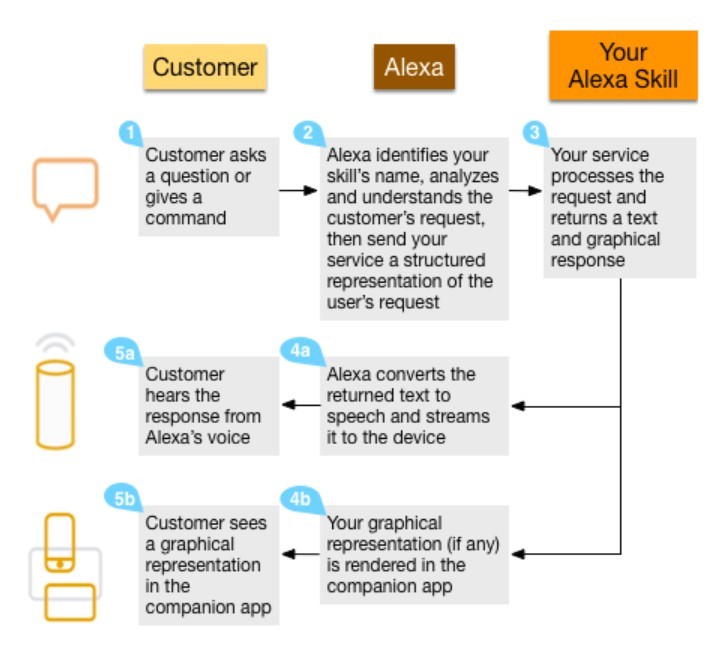 Customer
Alexa
Your
Alexa Skill
1
Customer asks
a question or
gives a
command
2
Alexa identifies your
skill's name, analyzes
and understands the
customer's request,
then send your
service a structured
representation of the
user's request
3
Your service
processes the
request and
returns a text
and graphical
response
5a
Customer
hears the
response from
Alexa's voice
4a
Alexa converts the
returned text to
speech and streams
it to the device
5b
Customer sees
a graphical
representation
in the
companion app
4b
Your graphical
representation (if any)
is rendered in the
companion app